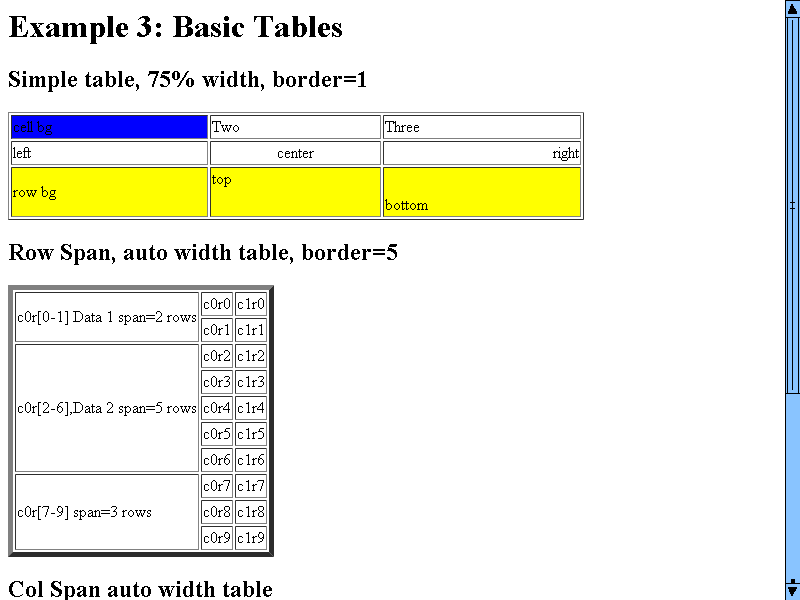 Example 3: Basic Tables
Simple table, 75% width, border=1
cell bg Two Three
left center right
row bg top bottom
Row Span, auto width table, border=5
c0r[0-1] Data 1 span=2 rows c0r0 c1r0
c0r1 c1r1
c0r[2-6],Data 2 span=5 rows c0r2 c1r2
c0r3 c1r3
c0r4 c1r4
c0r5 c1r5
c0r6 c1r6
c0r[7-9] span=3 rows c0r7 c1r7
c0r8 c1r8
c0r9 c1r9
Col Span auto width table